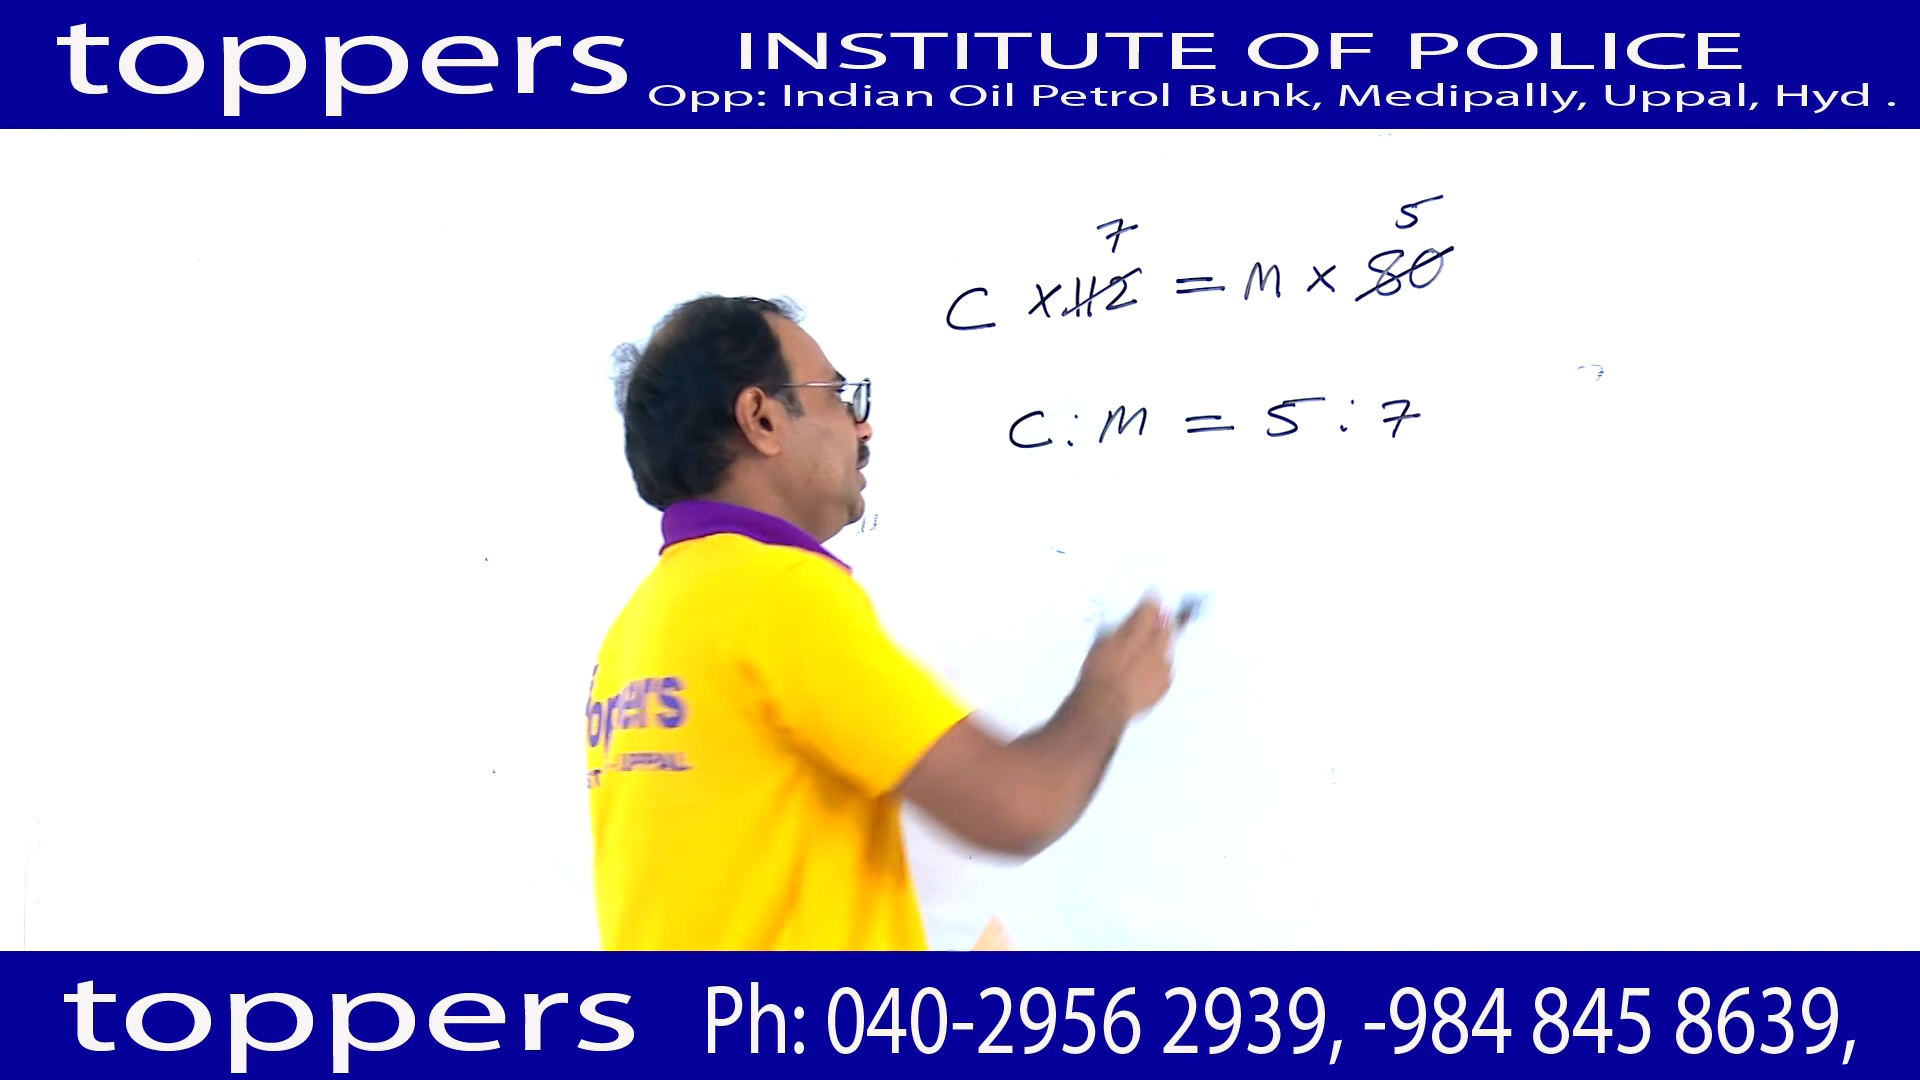 toppers INSTITUTE OF POLICE
Opp: Indian Oil Petrol Bunk, Medipally, Uppal, Hyd .
7 5
C × 112 = M × 80
C : M = 5 : 7
toppers Ph: 040-2956 2939, -984 845 8639,